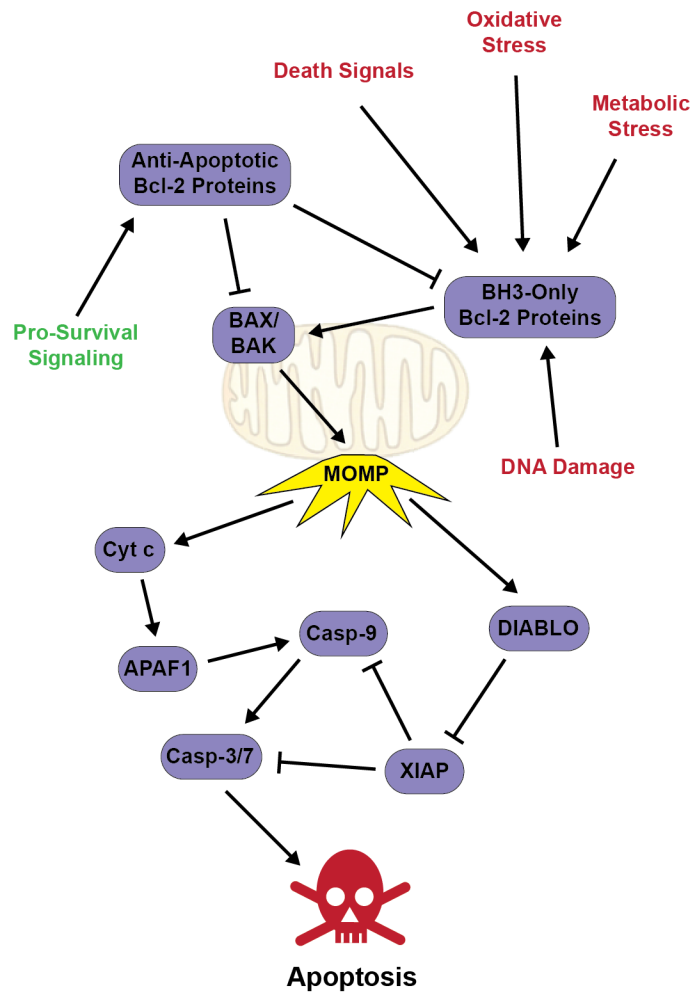 Oxidative
Stress
Death Signals
Metabolic
Stress
Anti-Apoptotic
Bcl-2 Proteins
BH3-Only
Bcl-2 Proteins
BAX/
BAK
Pro-Survival
Signaling
DNA Damage
MOMP
Cyt c
DIABLO
Casp-9
APAF1
Casp-3/7
XIAP
Apoptosis